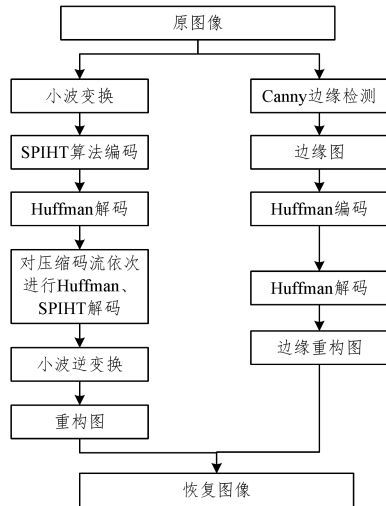 原图像
小波变换
SPIHT算法编码
Huffman解码
对压缩码流依次
进行Huffman、
SPIHT解码
小波逆变换
重构图
Canny边缘检测
边缘图
Huffman编码
Huffman解码
边缘重构图
恢复图像